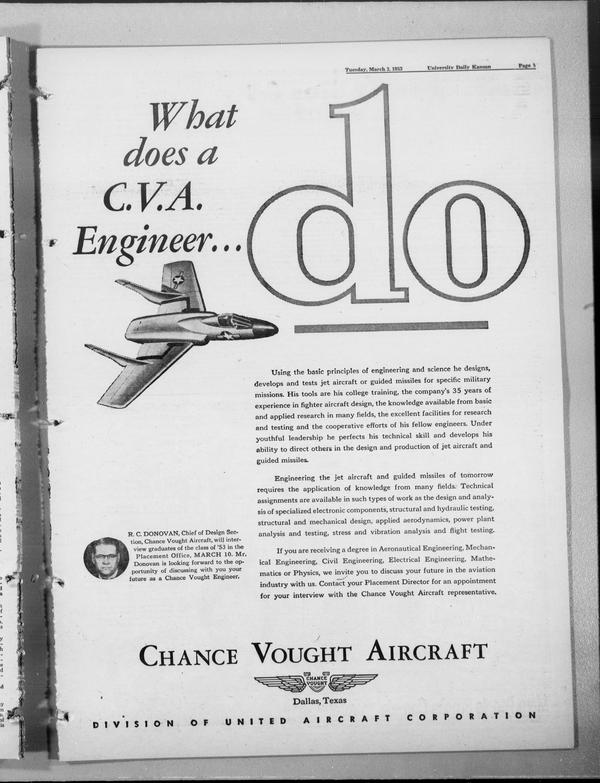 Tuesday, March 3, 1953 University Daily Kansan Page 5
What
does a
C.V.A.
Engineer...
do
Using the basic principles of engineering and science he designs,
develops and tests jet aircraft or guided missiles for specific military
missions. His tools are his college training, the company's 35 years of
experience in fighter aircraft design, the knowledge available from basic
and applied research in many fields, the excellent facilities for research
and testing and the cooperative efforts of his fellow engineers. Under
youthful leadership he perfects his technical skill and develops his
ability to direct others in the design and production of jet aircraft and
guided missiles.
Engineering the jet aircraft and guided missiles of tomorrow
requires the application of knowledge from many fields. Technical
assignments are available in such types of work as the design and analy-
sis of specialized electronic components, structural and hydraulic testing,
structural and mechanical design, applied aerodynamics, power plant
analysis and testing, stress and vibration analysis and flight testing.
If you are receiving a degree in Aeronautical Engineering, Mechan-
ical Engineering, Civil Engineering, Electrical Engineering, Mathe-
matics or Physics, we invite you to discuss your future in the aviation
industry with us. Contact your Placement Director for an appointment
for your interview with the Chance Vought Aircraft representative.
R. C. DONOVAN, Chief of Design Sec-
tion, Chance Vought Aircraft, will inter-
view graduates of the class of '53 in the
Placement Office, MARCH 10. Mr.
Donovan is looking forward to the op-
portunity of discussing with you your
future as a Chance Vought Engineer.
CHANCE VOUGHT AIRCRAFT
CHANCE
VOUGHT
Dallas, Texas
DIVISION OF UNITED AIRCRAFT CORPORATION